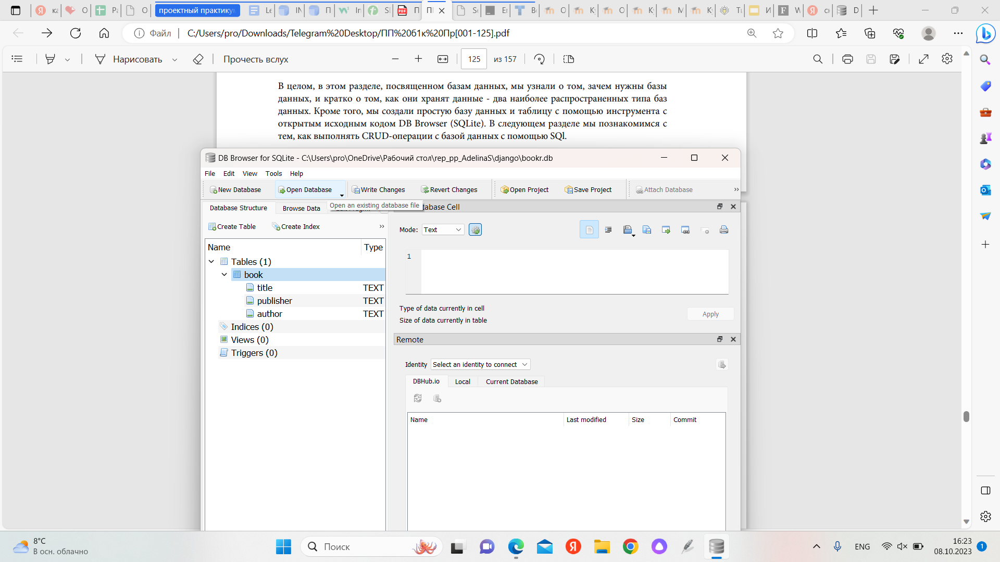 проектный практику
Файл
C:/Users/pro/Downloads/Telegram%20Desktop/ПП%20б1к%20Пр[001-125].pdf
Нарисовать
Прочесть вслух
125
из 157
В целом, в этом разделе, посвященном базам данных, мы узнали о том, зачем нужны базы
данных, и кратко о том, как они хранят данные - два наиболее распространенных типа баз
данных. Кроме того, мы создали простую базу данных и таблицу с помощью инструмента с
открытым исходным кодом DB Browser (SQLite). В следующем разделе мы познакомимся с
тем, как выполнять CRUD-операции с базой данных с помощью SQl.
DB Browser for SQLite - C:\Users\pro\OneDrive\Рабочий стол\rep_pp_AdelinaS\django\bookr.db
File Edit View Tools Help
New Database Open Database Write Changes Revert Changes Open Project Save Project Attach Database
Open an existing database file
Database Structure Browse Data
tabase Cell
Create Table Create Index
Mode: Text
Name Type
1
Tables (1)
book
title TEXT
publisher TEXT
author TEXT
Indices (0)
Views (0)
Triggers (0)
Type of data currently in cell
Size of data currently in table
Apply
Remote
Identity Select an identity to connect
DBHub.io Local Current Database
Name Last modified Size Commit
8°C
В осн. облачно
Поиск
ENG
16:23
08.10.2023
1